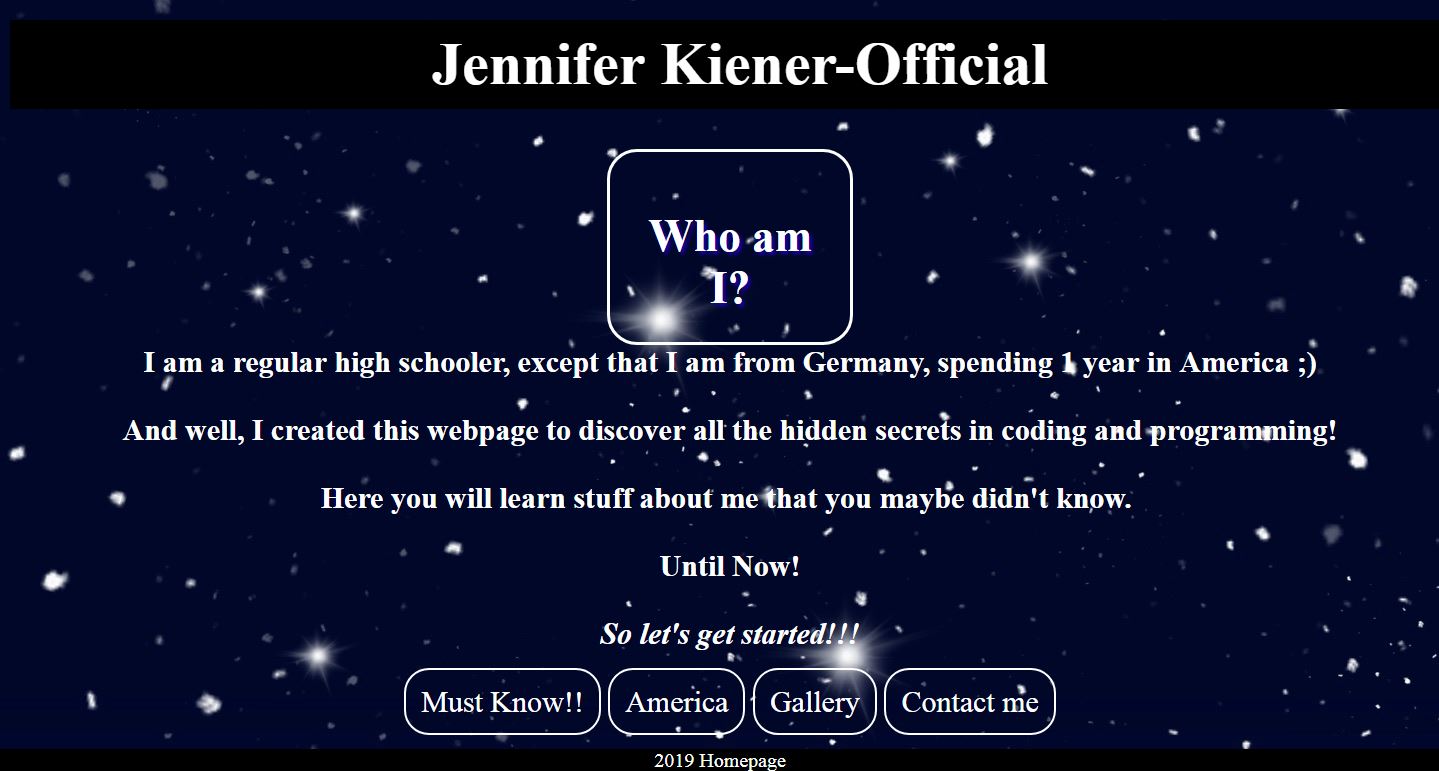 Jennifer Kiener-Official
Who am
I?
I am a regular high schooler, except that I am from Germany, spending 1 year in America ;)
And well, I created this webpage to discover all the hidden secrets in coding and programming!
Here you will learn stuff about me that you maybe didn't know.
Until Now!
So let's get started!!!
Must Know!! America Gallery Contact me
2019 Homepage